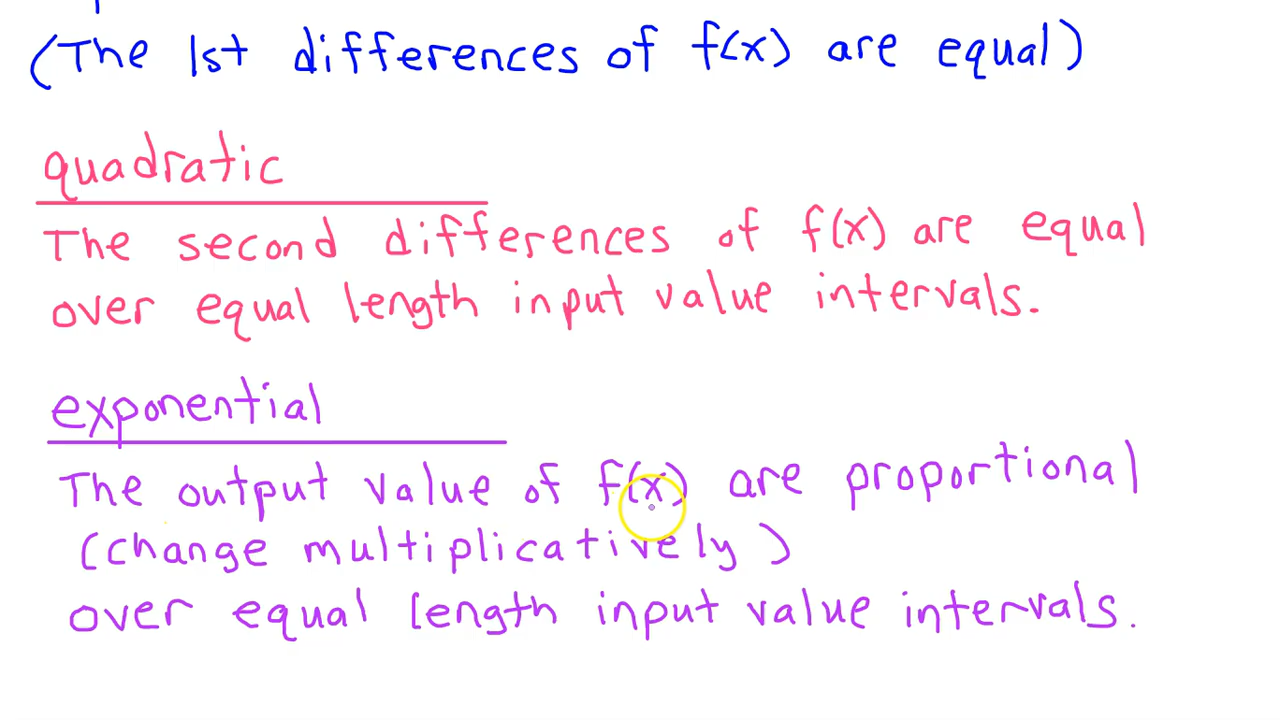 (The 1st differences of f(x) are equal)
quadratic
The second differences of f(x) are equal
over equal length input value intervals.
exponential
The output value of f(x) are proportional
(change multiplicatively)
over equal length input value intervals.